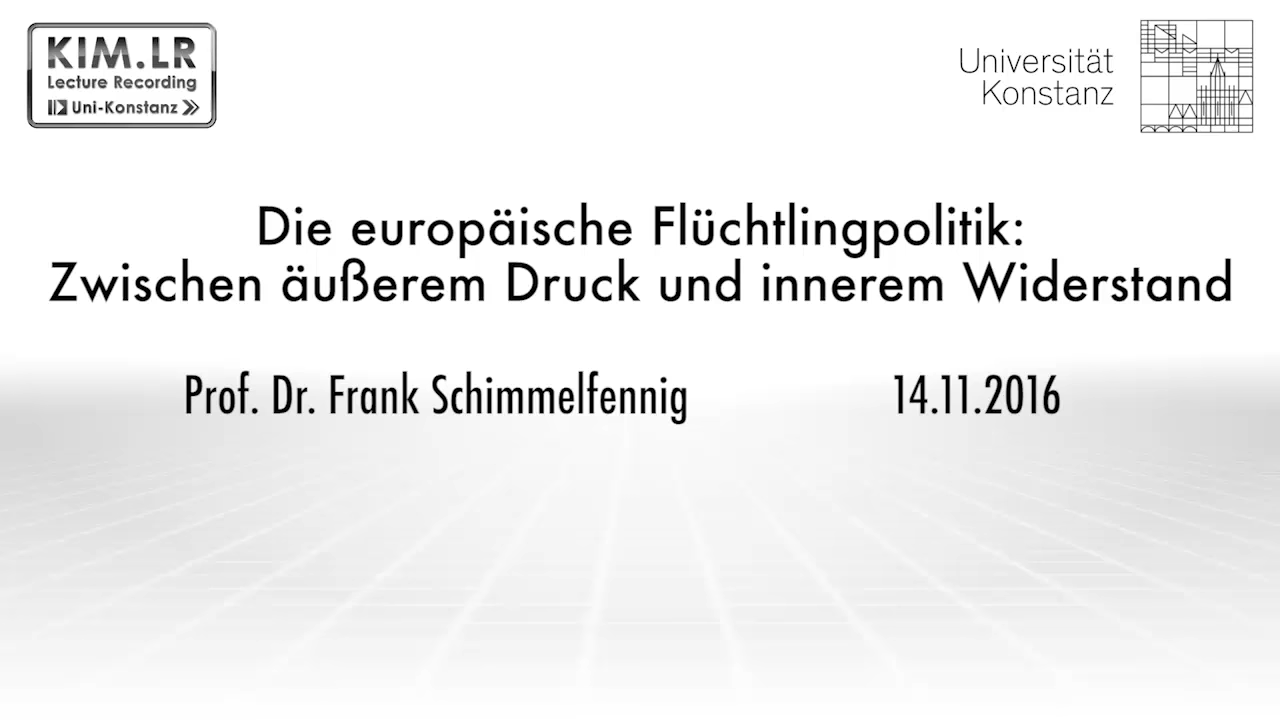 KIM.LR
Lecture Recording
Uni-Konstanz
Universität
Konstanz
Die europäische Flüchtlingpolitik:
Zwischen äußerem Druck und innerem Widerstand
Prof. Dr. Frank Schimmelfennig 14.11.2016